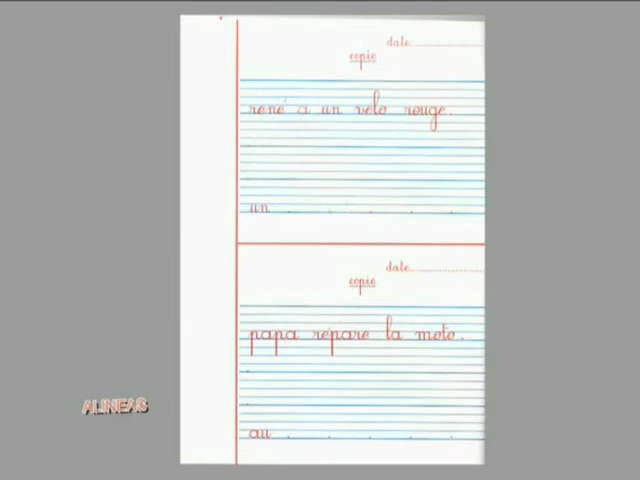 date
copie
rené a un vélo rouge.
un
date
copie
papa répare la moto.
au
ALINEAS